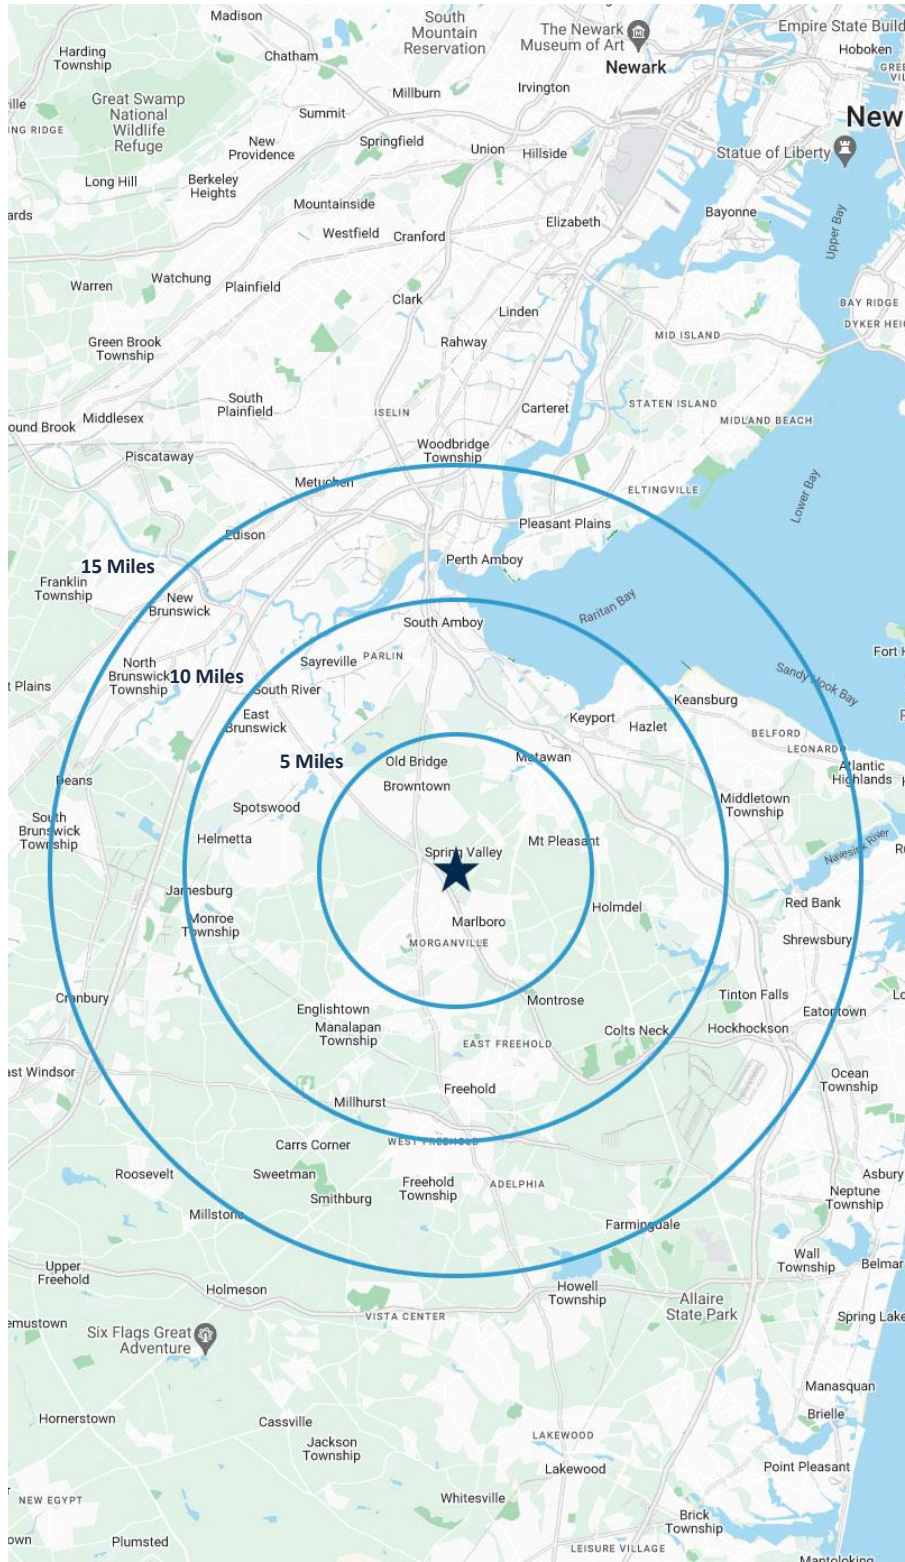 Madison
South
Mountain
Reservation
The Newark
Museum of Art
Empire State Build
Hoboken
Harding
Township
Chatham
Newark
Millburn
Irvington
Great Swamp
National
Wildlife
Refuge
Summit
New
ING RIDGE
New
Providence
Springfield
Union
Hillside
Statue of Liberty
Long Hill
Berkeley
Heights
Mountainside
Bayonne
Elizabeth
Westfield
Cranford
Upper Bay
Warren
Watchung
Plainfield
Clark
Linden
BAY RIDGE
DYKER HEI
Green Brook
Township
Rahway
MID ISLAND
South
Plainfield
ISELIN
Carteret
STATEN ISLAND
Middlesex
ound Brook
MIDLAND BEACH
Piscataway
Woodbridge
Township
Metuchen
ELTINGVILLE
Lower Bay
Edison
Pleasant Plains
15 Miles
Perth Amboy
Franklin
Township
New
Brunswick
Raritan Bay
South Amboy
Sayreville
PARLIN
Fort H
North
Brunswick
Township
10 Miles
t Plains
South River
Sandy Hook Bay
Keansburg
East
Brunswick
Keyport
Hazlet
BELFORD
LEONARDO
5 Miles
Old Bridge
Matawan
Atlantic
Highlands
Deans
Browntown
Spotswood
Middletown
Township
South
Brunswick
Township
Helmetta
Mt Pleasant
Spring Valley
Navesink River
Ru
Jamesburg
Monroe
Township
Marlboro
Holmdel
Red Bank
MORGANVILLE
Shrewsbury
Cranbury
Montrose
Tinton Falls
Englishtown
Manalapan
Township
Eatontown
Colts Neck
Hockhockson
EAST FREEHOLD
ast Windsor
Freehold
Ocean
Township
Millhurst
Carrs Corner
WEST FREEHOLD
Roosevelt
Sweetman
Freehold
Township
ADELPHIA
Asbury
Smithburg
Neptune
Township
Millstone
Farmingdale
Upper
Freehold
Wall
Township
Belmar
Holmeson
Howell
Township
Allaire
State Park
VISTA CENTER
emustown
Six Flags Great
Adventure
Spring Lake
Manasquan
Hornerstown
Cassville
Brielle
Jackson
Township
LAKEWOOD
Lakewood
Point Pleasant
NEW EGYPT
Whitesville
Brick
Township
own
Plumsted
LEISURE VILLAGE
Mantoloking